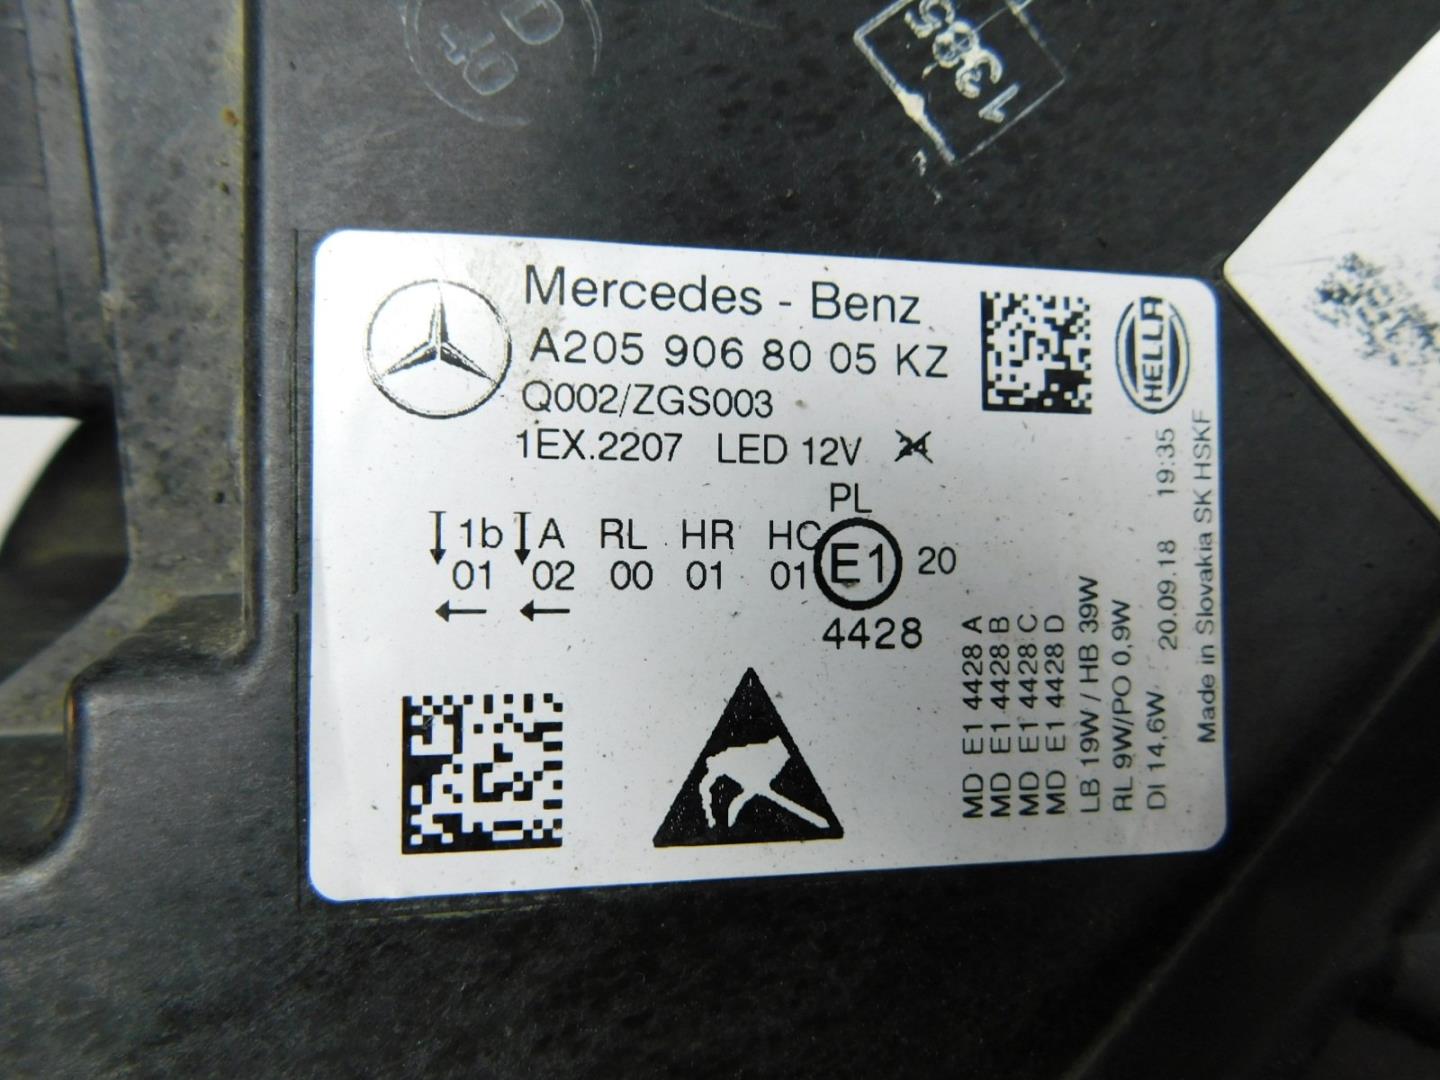 D
40
1385
Mercedes - Benz
A205 906 80 05 KZ
Q002/ZGS003
1EX.2207 LED 12V 24
PL
1b A RL HR HC
01 02 00 01 01 E1 20
4428
MD E1 4428 A
MD E1 4428 B
MD E1 4428 C
MD E1 4428 D
LB 19W / HB 39W
RL 9W/PO 0,9W
DI 14,6W 20.09.18 19:35
Made in Slovakia SK HSKF
HELLA